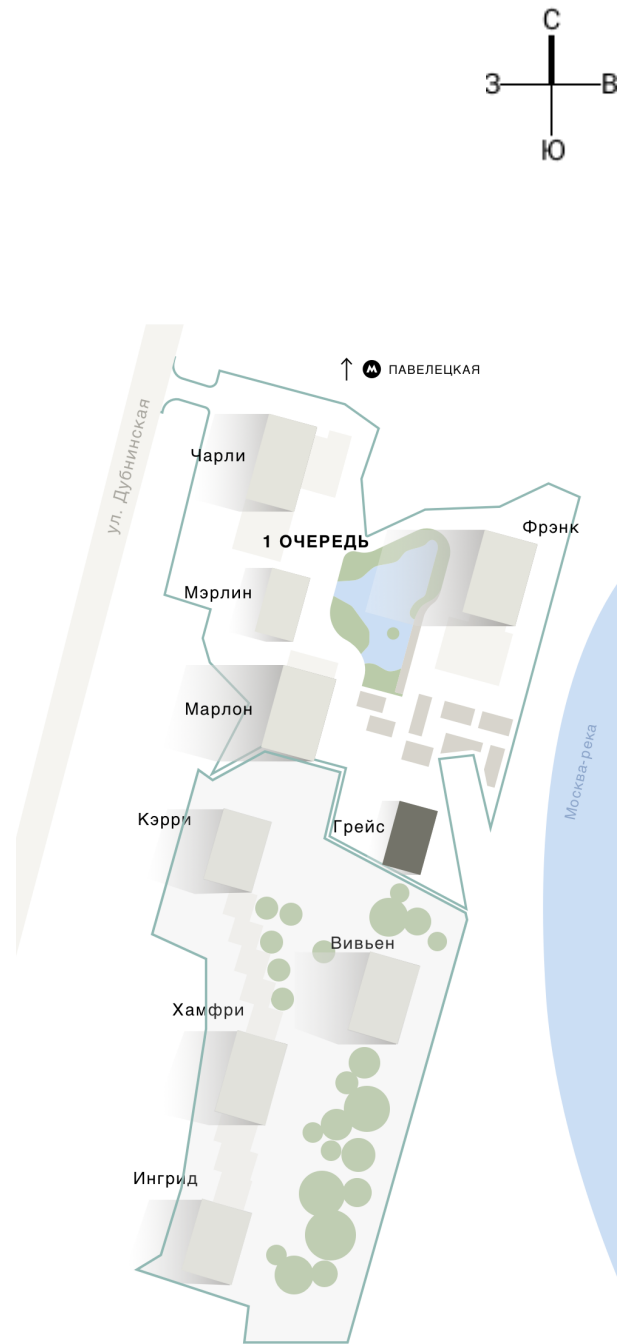 С
З В
Ю
М ПАВЕЛЕЦКАЯ
ул. Дубнинская
Чарли
1 ОЧЕРЕДЬ
Фрэнк
Мэрлин
Марлон
Москва-река
Кэрри
Грейс
Вивьен
Хамфри
Ингрид